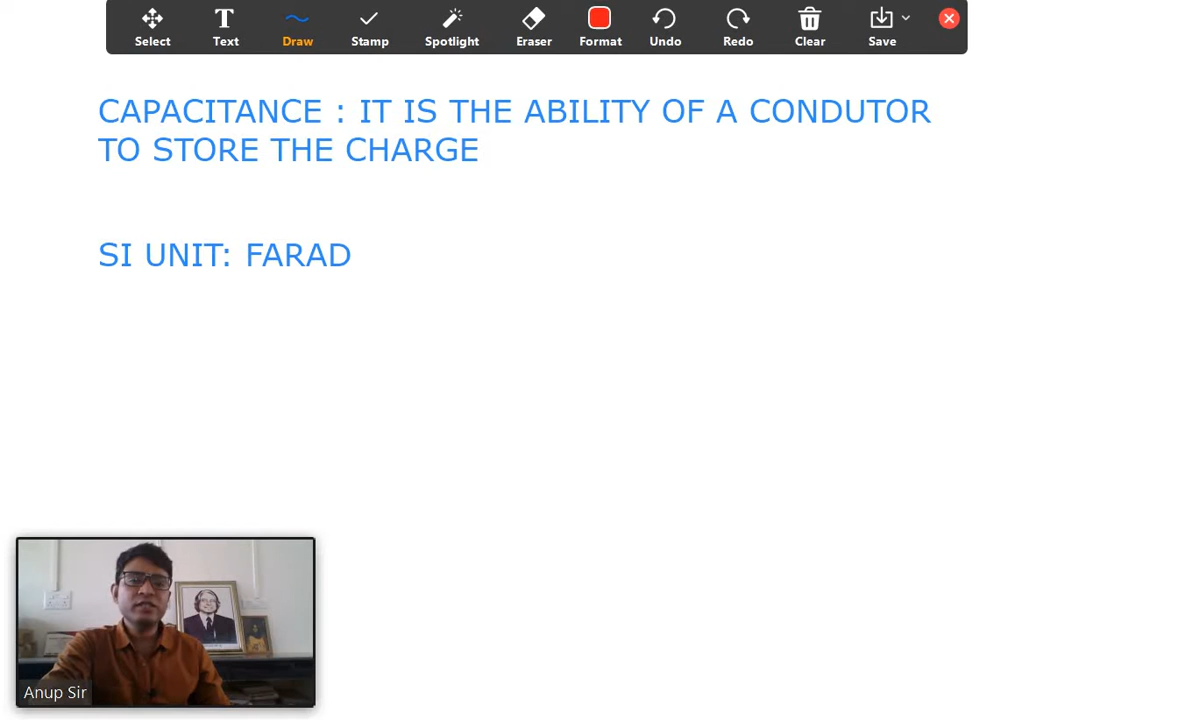 Select Text Draw Stamp Spotlight Eraser Format Undo Redo Clear Save
CAPACITANCE : IT IS THE ABILITY OF A CONDUTOR
TO STORE THE CHARGE
SI UNIT: FARAD
Anup Sir